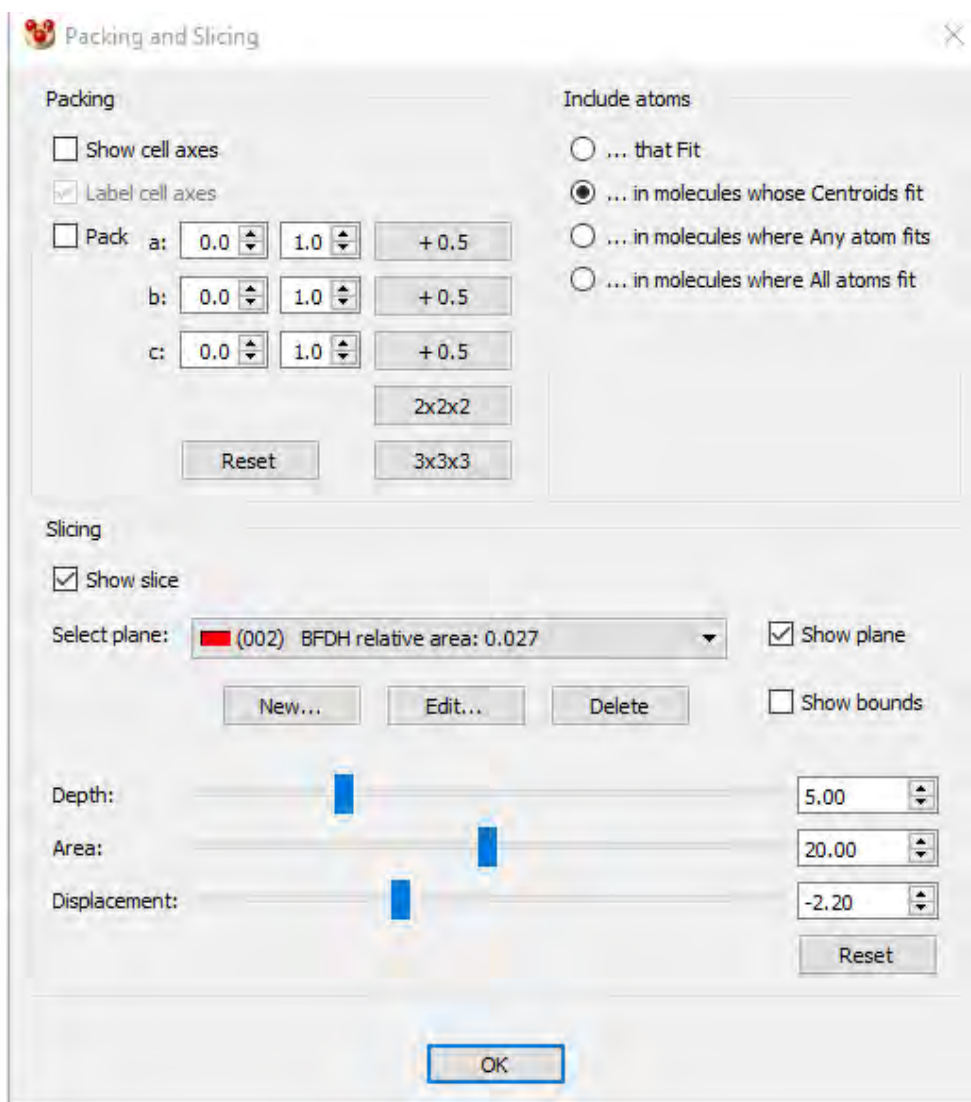 Packing and Slicing
Packing
Show cell axes
Label cell axes
Pack a: 0.0 1.0 + 0.5
b: 0.0 1.0 + 0.5
c: 0.0 1.0 + 0.5
2x2x2
Reset 3x3x3
Include atoms
... that Fit
... in molecules whose Centroids fit
... in molecules where Any atom fits
... in molecules where All atoms fit
Slicing
Show slice
Select plane: (002) BFDH relative area: 0.027 Show plane
New... Edit... Delete Show bounds
Depth: 5.00
Area: 20.00
Displacement: -2.20
Reset
OK